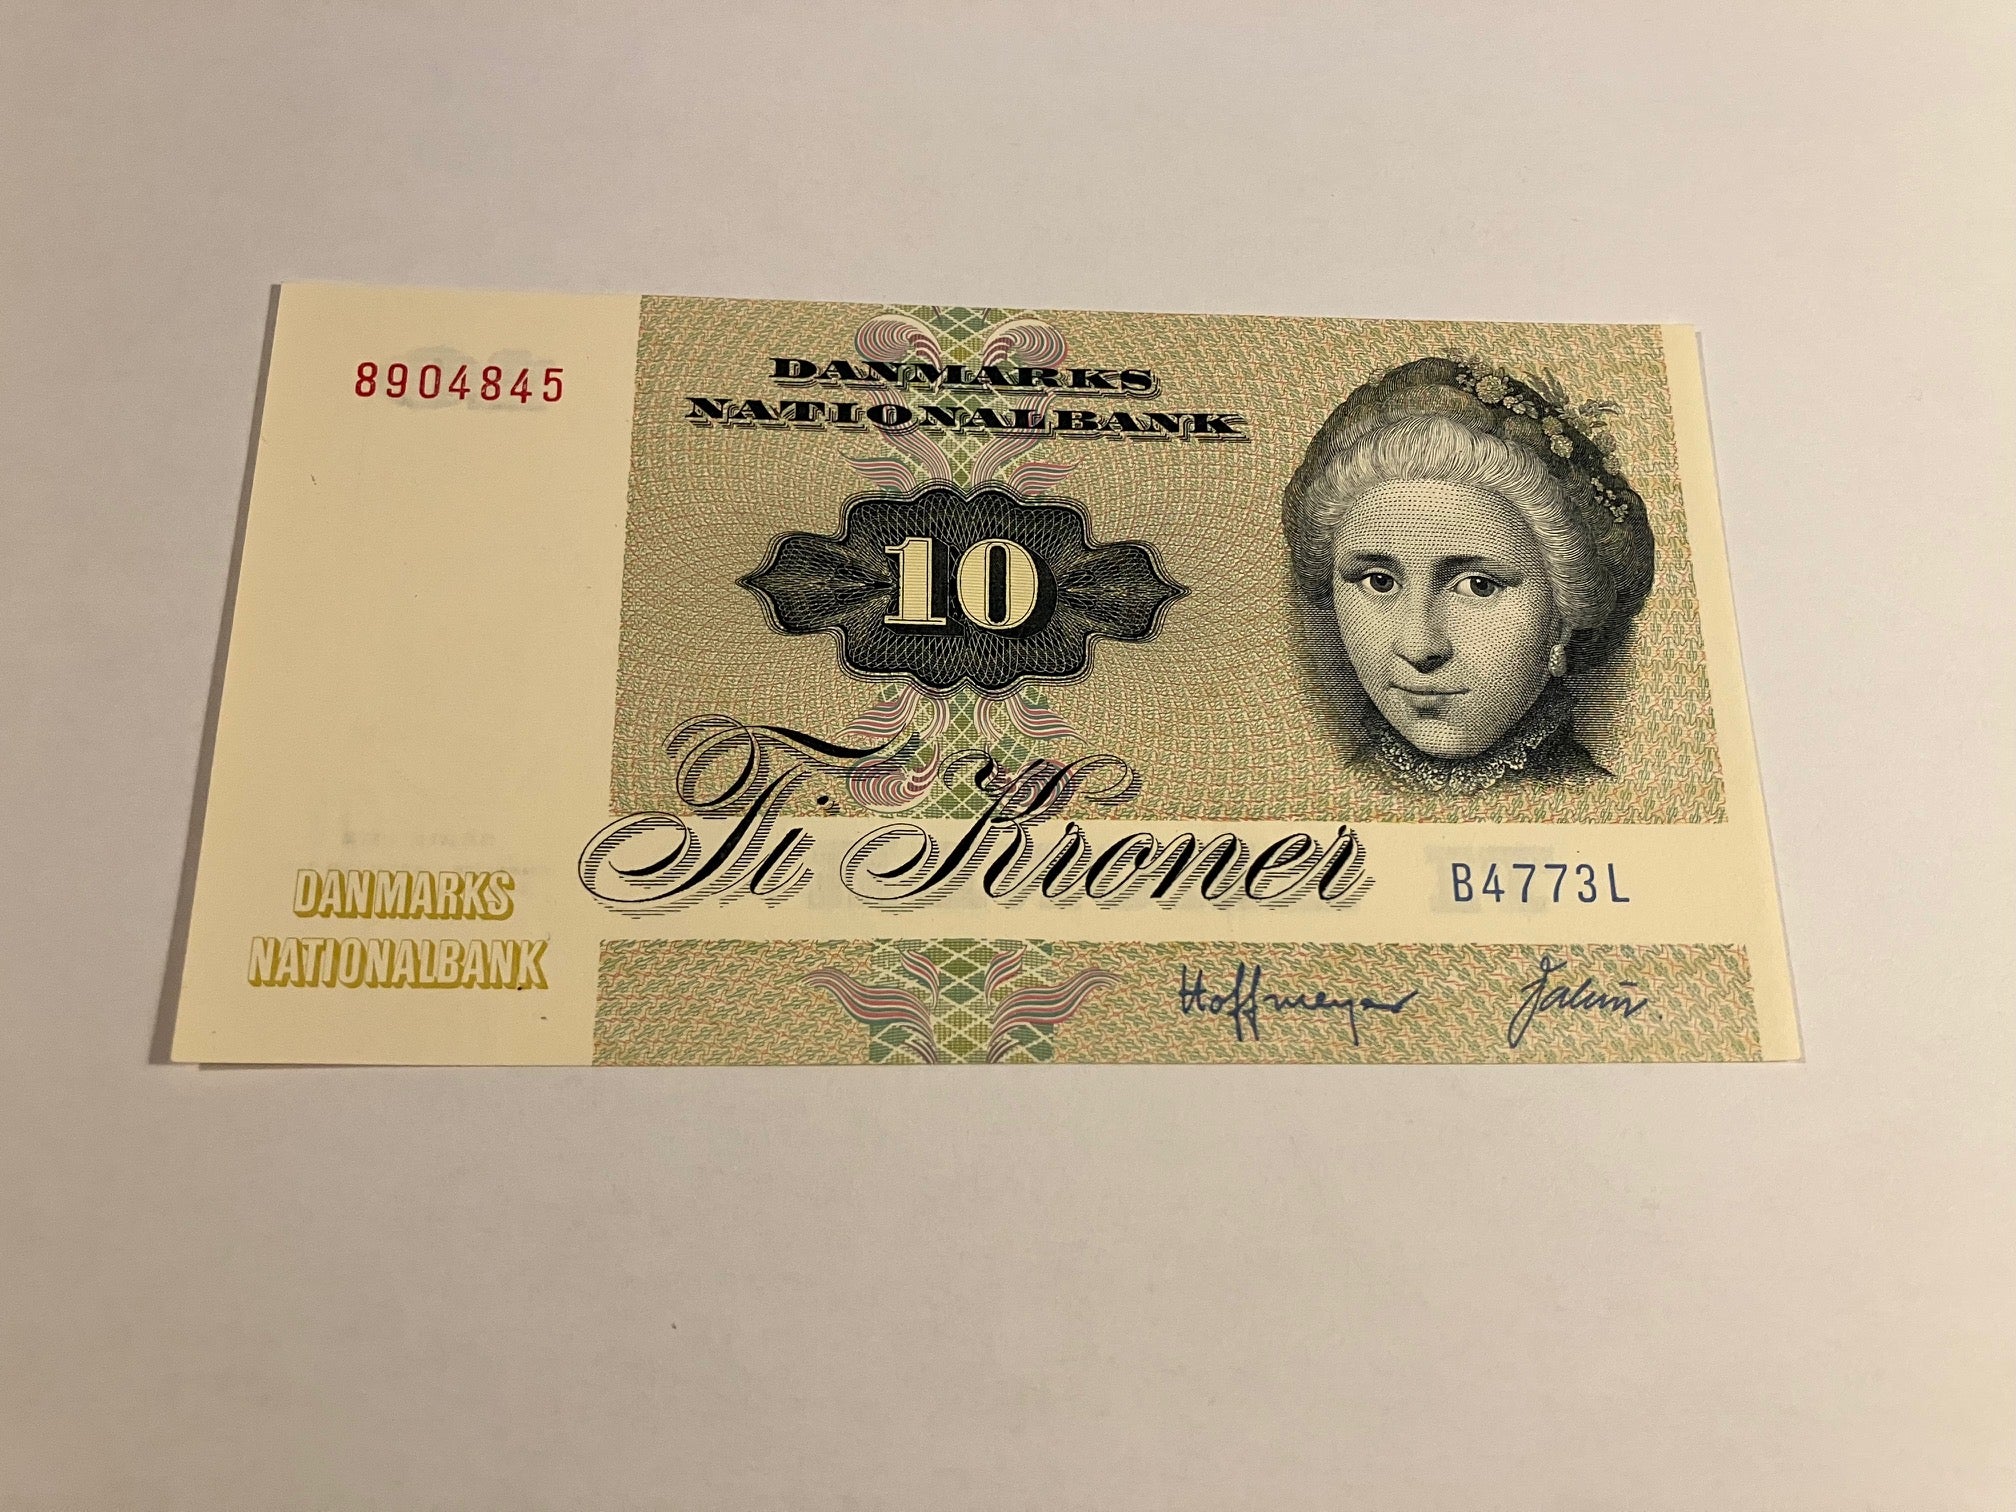 8904845
DANMARKS
NATIONALBANK
10
Ti Kroner
B4773L
DANMARKS
NATIONALBANK
Hoffmeyer